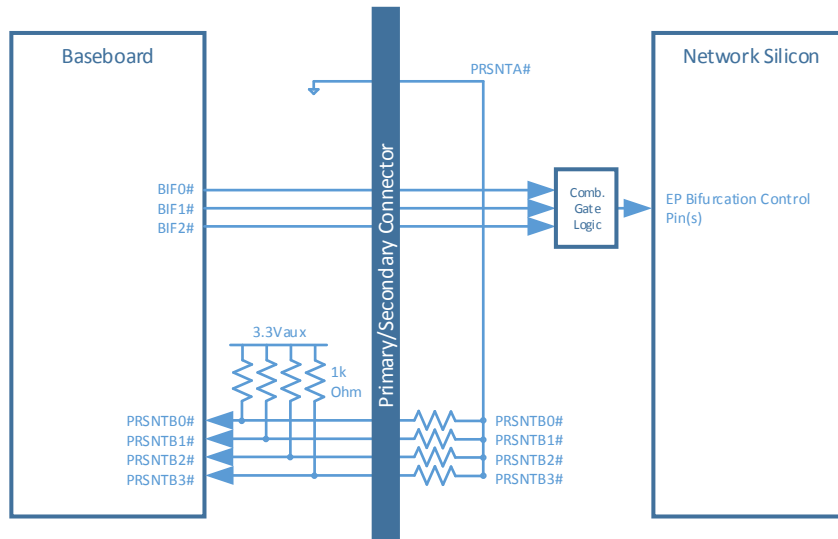 Baseboard
Network Silicon
PRSNTA#
Primary/Secondary Connector
BIF0#
BIF1#
BIF2#
Comb.
Gate
Logic
EP Bifurcation Control
Pin(s)
3.3Vaux
1k
Ohm
PRSNTB0#
PRSNTB1#
PRSNTB2#
PRSNTB3#
PRSNTB0#
PRSNTB1#
PRSNTB2#
PRSNTB3#